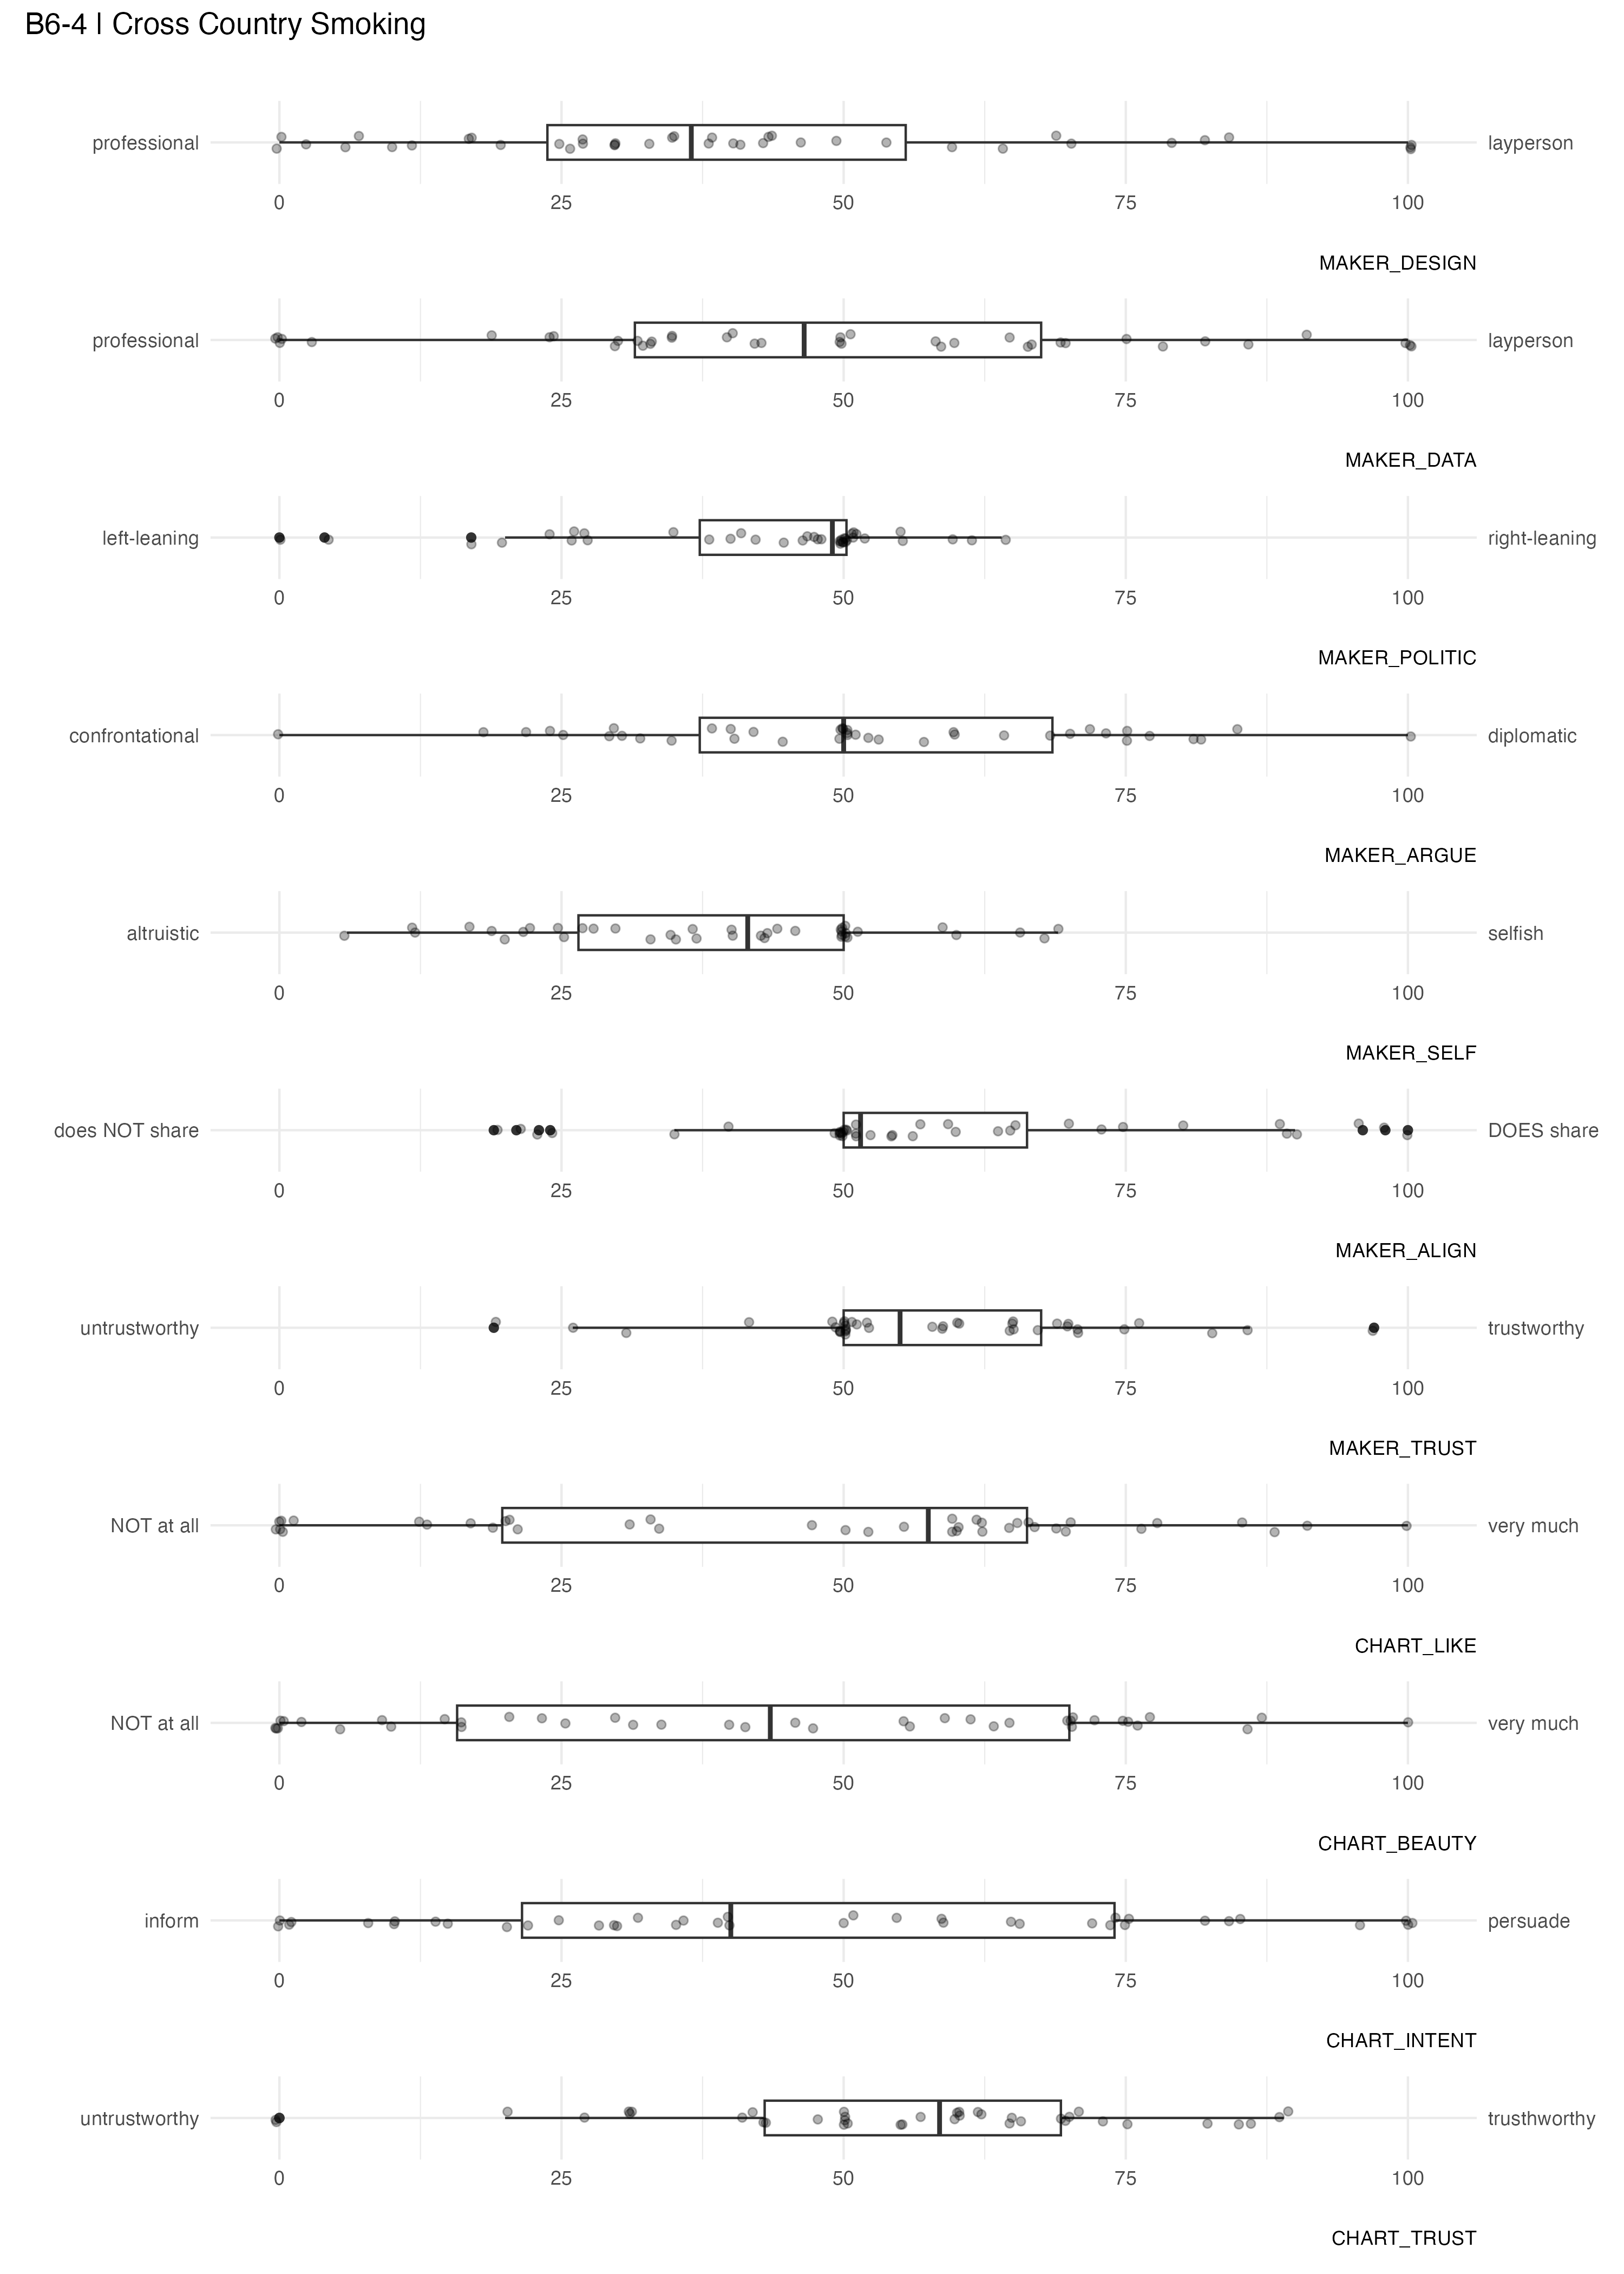 B6-4 | Cross Country Smoking
professional layperson
0 25 50 75 100
MAKER_DESIGN
professional layperson
0 25 50 75 100
MAKER_DATA
left-leaning right-leaning
0 25 50 75 100
MAKER_POLITIC
confrontational diplomatic
0 25 50 75 100
MAKER_ARGUE
altruistic selfish
0 25 50 75 100
MAKER_SELF
does NOT share DOES share
0 25 50 75 100
MAKER_ALIGN
untrustworthy trustworthy
0 25 50 75 100
MAKER_TRUST
NOT at all very much
0 25 50 75 100
CHART_LIKE
NOT at all very much
0 25 50 75 100
CHART_BEAUTY
inform persuade
0 25 50 75 100
CHART_INTENT
untrustworthy trusthworthy
0 25 50 75 100
CHART_TRUST